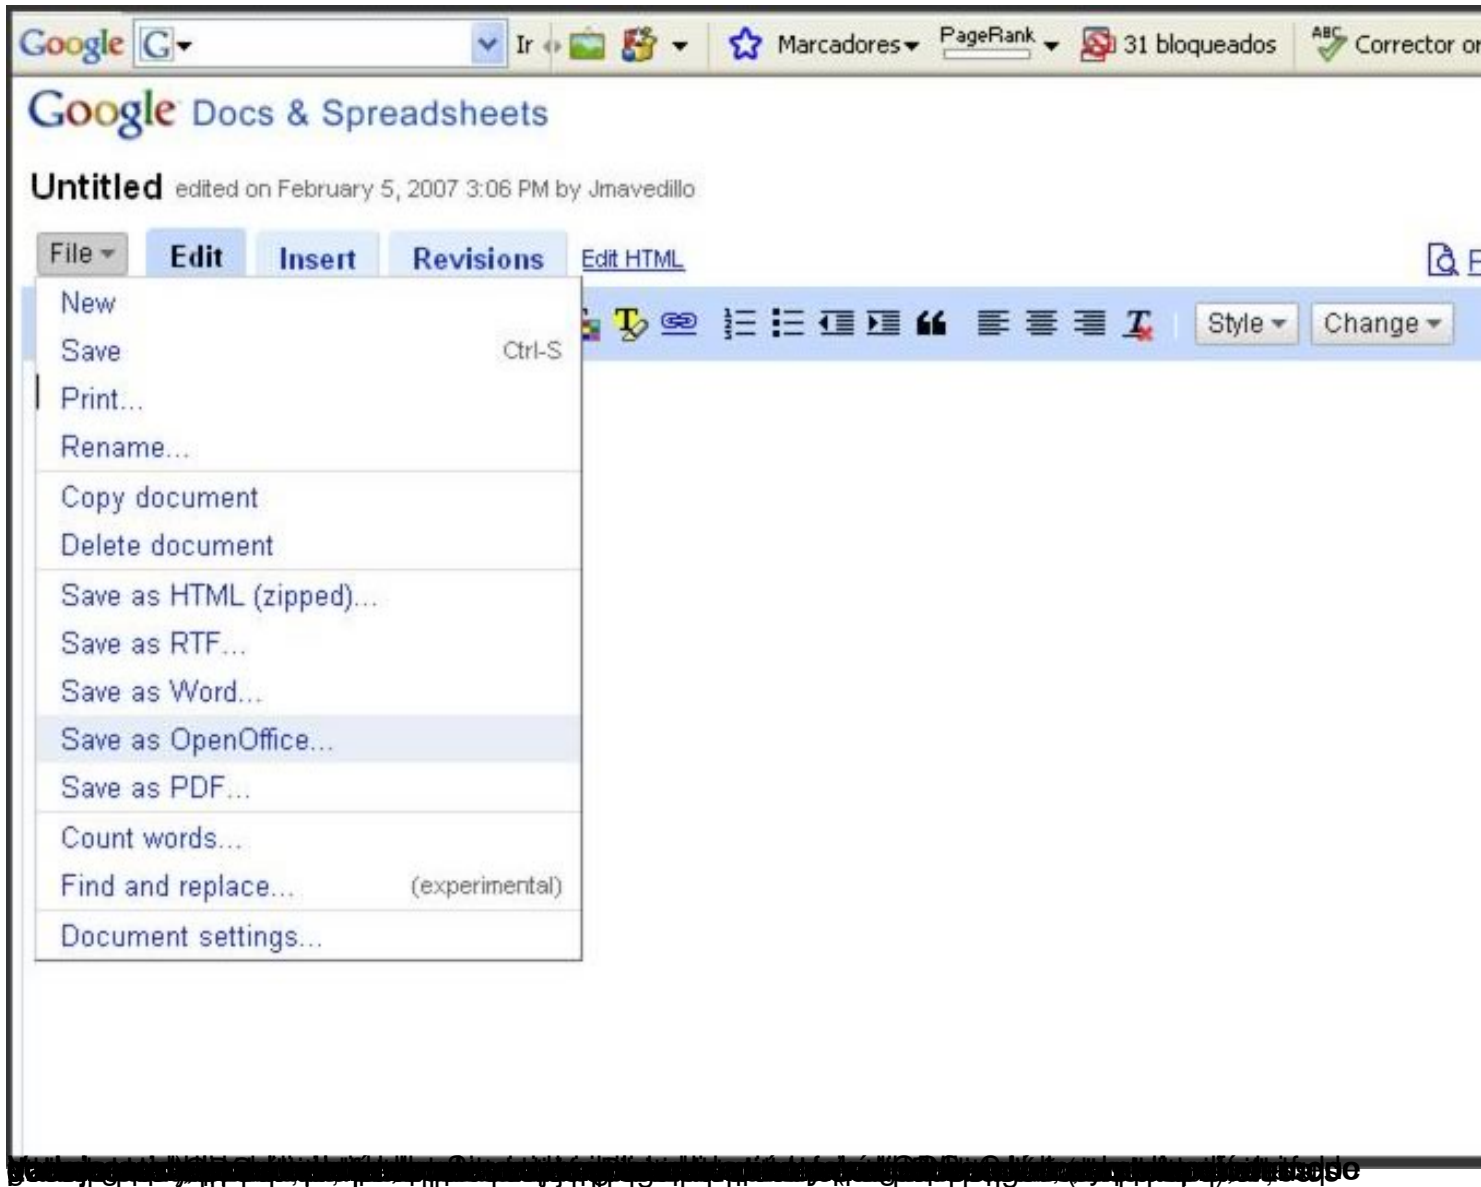 Google G Ir Marcadores PageRank 31 bloqueados ABC Corrector
Google Docs & Spreadsheets
Untitled edited on February 5, 2007 3:06 PM by Jmavedillo
File Edit Insert Revisions Edit HTML
Style Change
New
Save Ctrl-S
Print...
Rename...
Copy document
Delete document
Save as HTML (zipped)...
Save as RTF...
Save as Word...
Save as OpenOffice...
Save as PDF...
Count words...
Find and replace... (experimental)
Document settings...